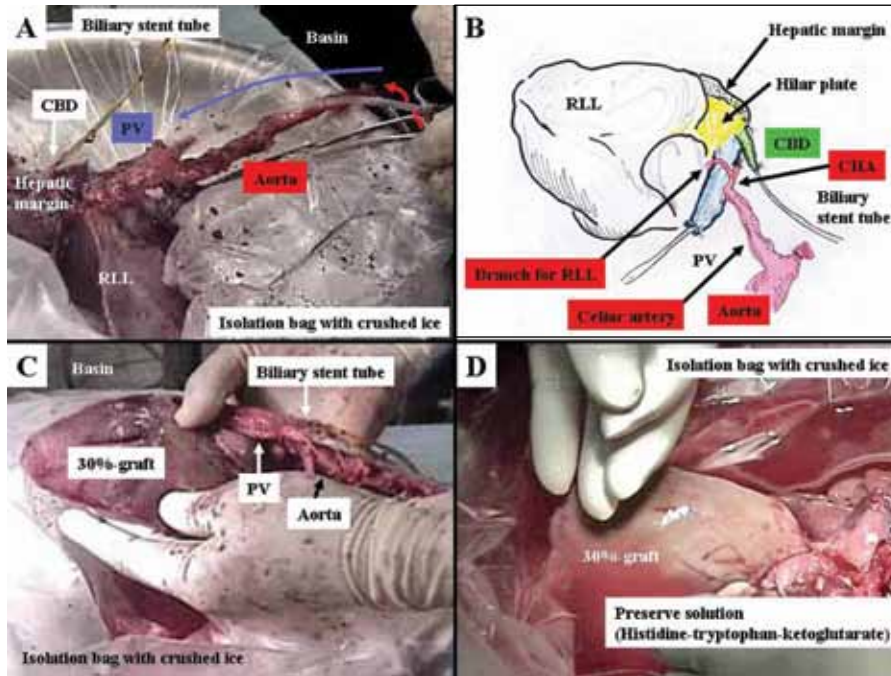 A
Biliary stent tube
Basin
CBD
PV
Aorta
Hepatic margin
RLL
Isolation bag with crushed ice
B
Hepatic margin
RLL
Hilar plate
CBD
CHA
Biliary stent tube
PV
Branch for RLL
Celiac artery
Aorta
C
Basin
Biliary stent tube
30%-graft
PV
Aorta
Isolation bag with crushed ice
D
Isolation bag with crushed ice
30%-graft
Preserve solution
(Histidine-tryptophan-ketoglutarate)